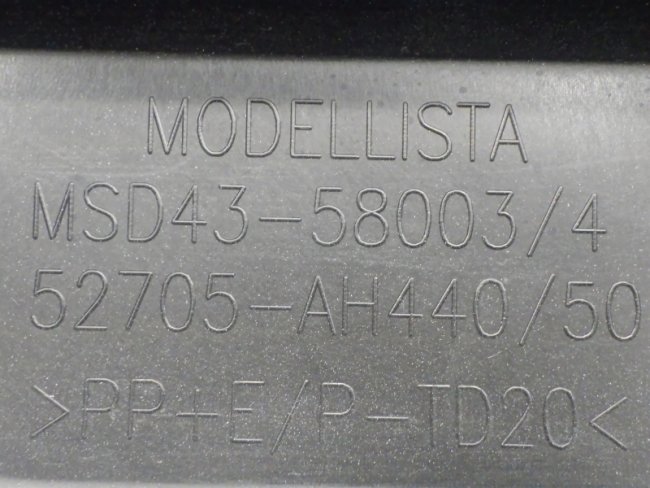 MODELLISTA
MSD43-58003/4
52705-AH440/50
>PP+E/P-TD20<